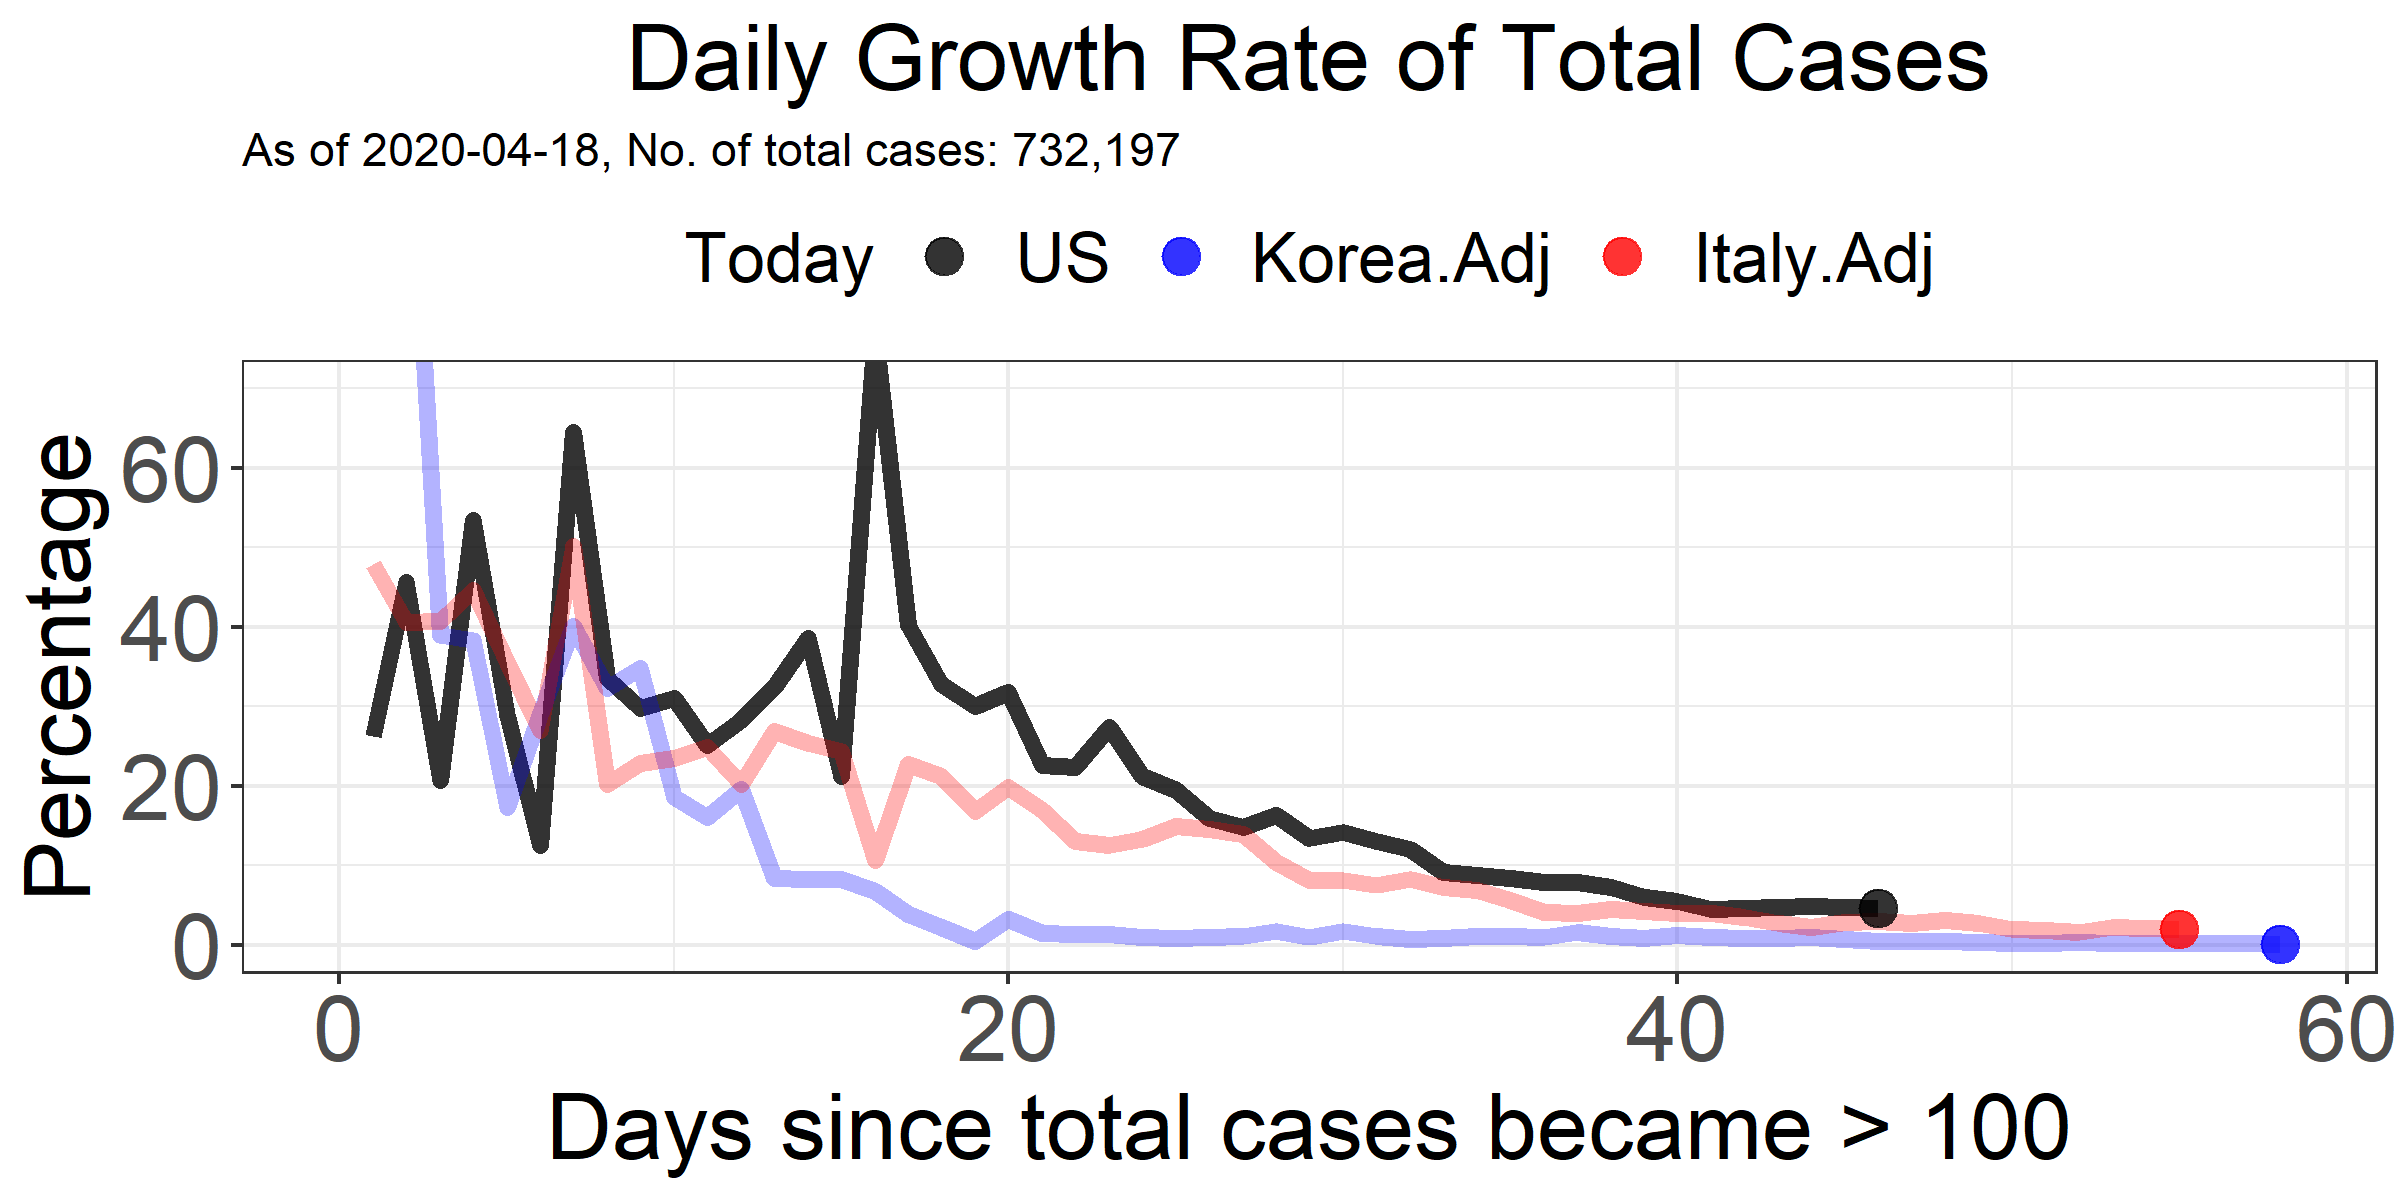 Daily Growth Rate of Total Cases
As of 2020-04-18, No. of total cases: 732,197
Today US Korea.Adj Italy.Adj
Percentage
60
40
20
0
0 20 40 60
Days since total cases became > 100